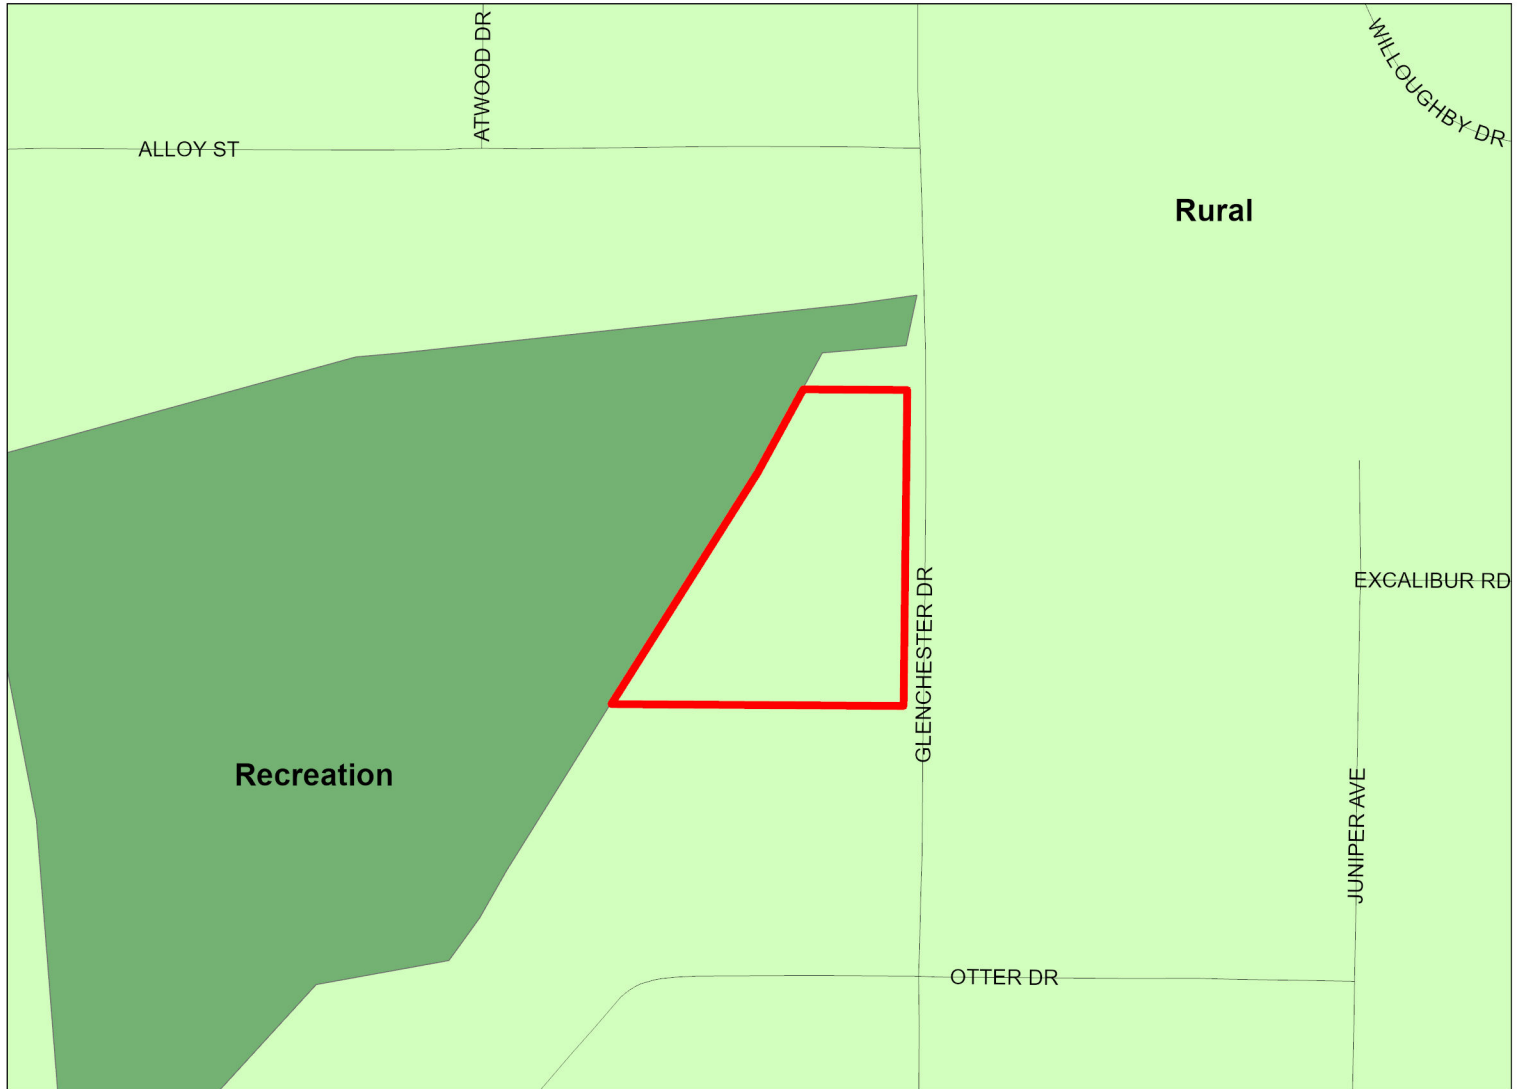 ATWOOD DR
WILLOUGHBY DR
ALLOY ST
Rural
EXCALIBUR RD
GLENCHESTER DR
Recreation
JUNIPER AVE
OTTER DR